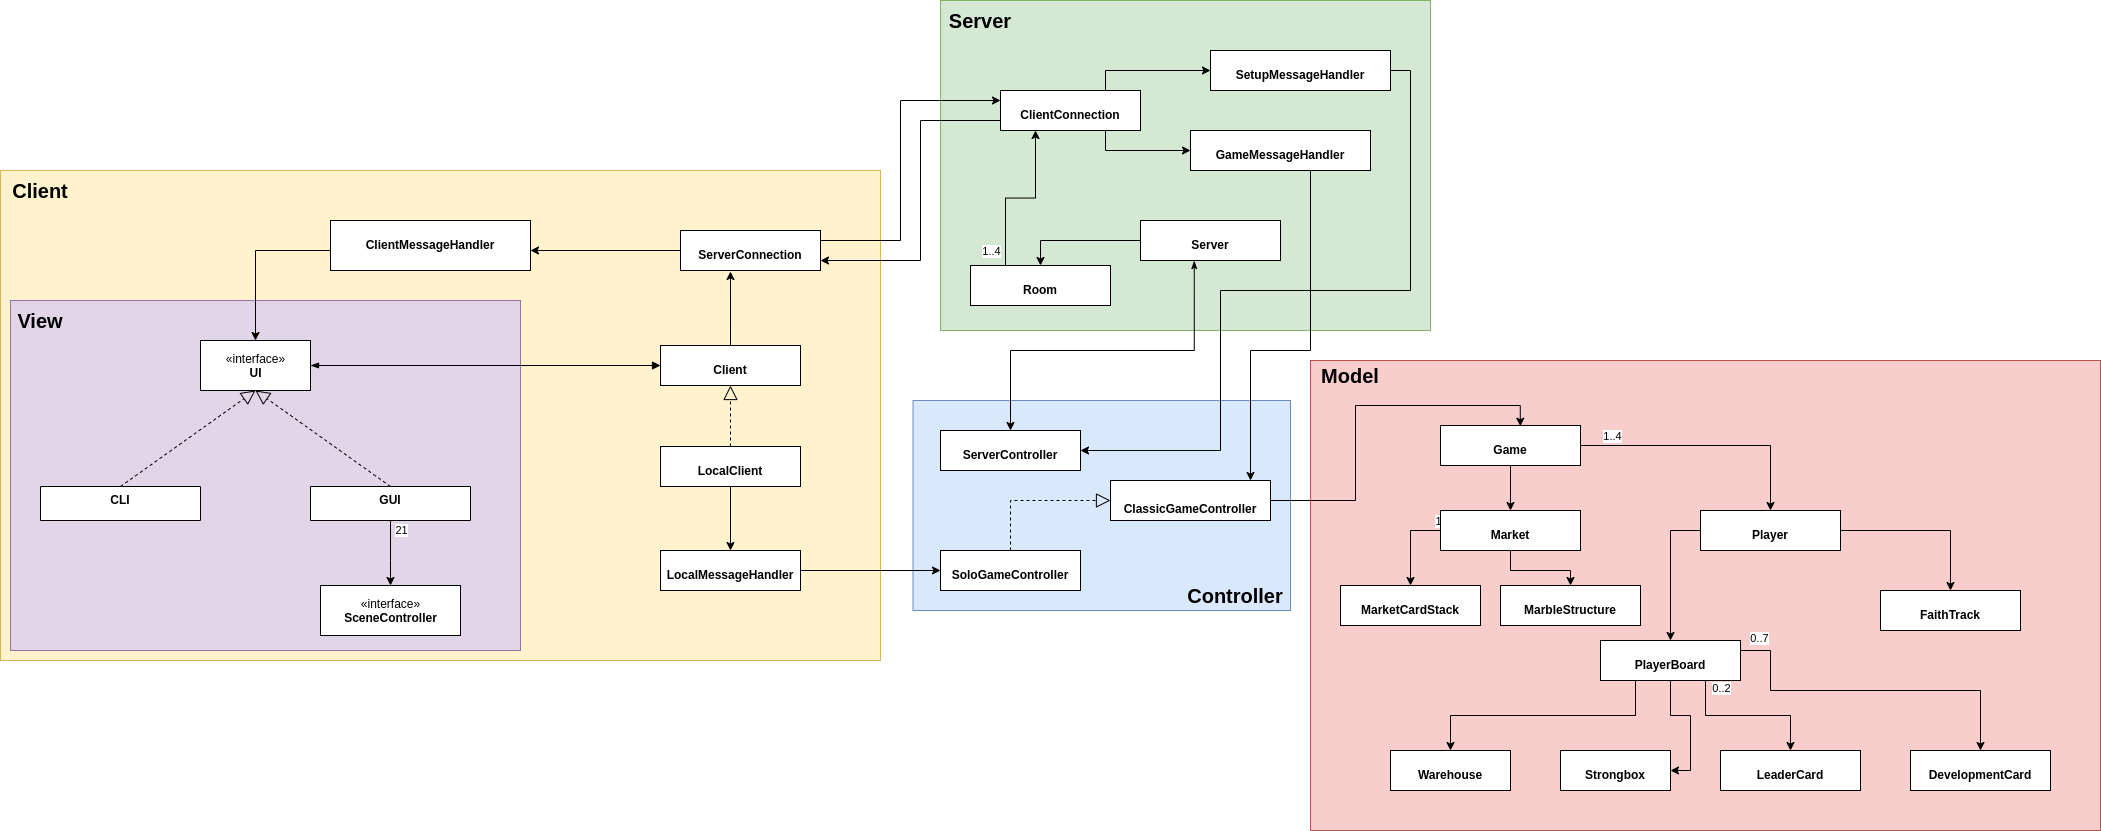 Server
SetupMessageHandler
ClientConnection
GameMessageHandler
1..4
Server
Room
Client
ClientMessageHandler
ServerConnection
View
«interface»
UI
Client
LocalClient
CLI
GUI
21
«interface»
SceneController
LocalMessageHandler
ServerController
ClassicGameController
SoloGameController
Controller
Model
Game
1..4
1
Market
Player
MarketCardStack
MarbleStructure
FaithTrack
PlayerBoard
0..7
0..2
Warehouse
Strongbox
LeaderCard
DevelopmentCard